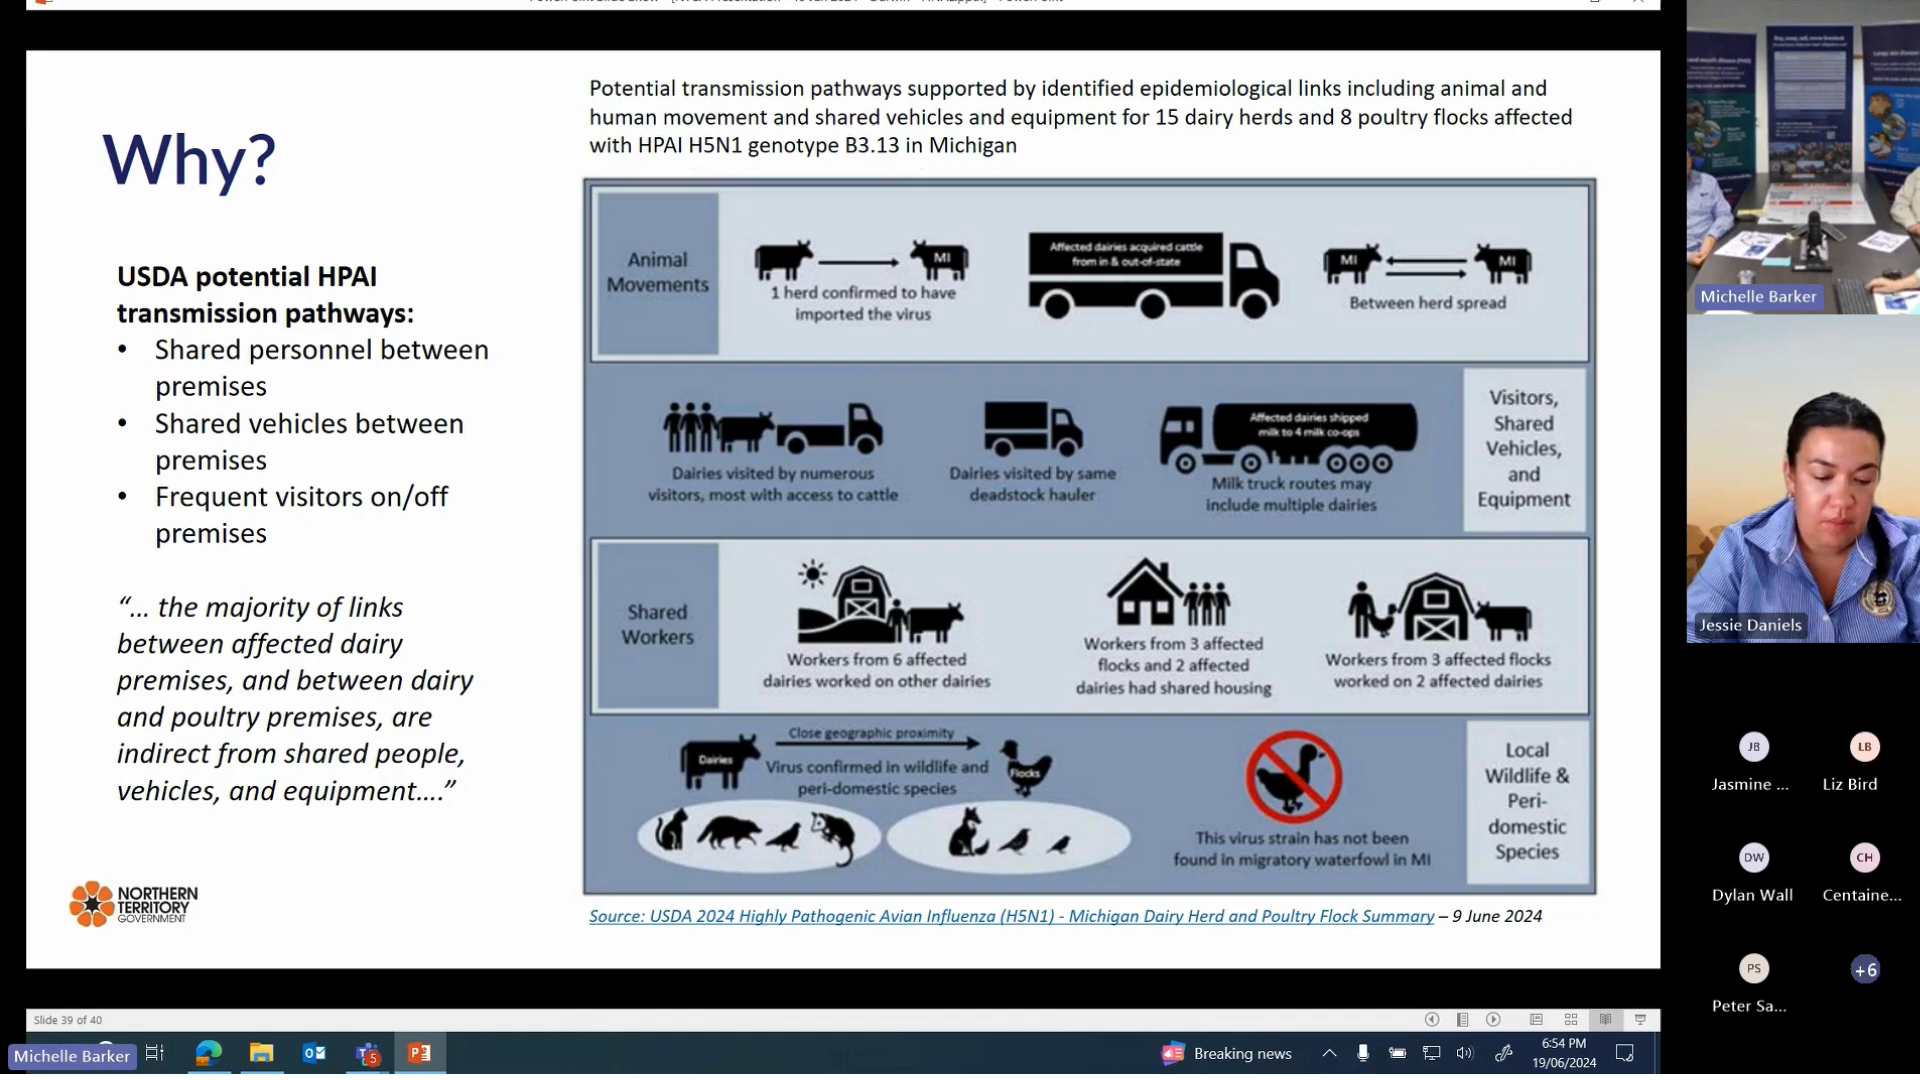 Why?
USDA potential HPAI
transmission pathways:
• Shared personnel between
premises
• Shared vehicles between
premises
• Frequent visitors on/off
premises
“... the majority of links
between affected dairy
premises, and between dairy
and poultry premises, are
indirect from shared people,
vehicles, and equipment....”
NORTHERN
TERRITORY
GOVERNMENT
Potential transmission pathways supported by identified epidemiological links including animal and
human movement and shared vehicles and equipment for 15 dairy herds and 8 poultry flocks affected
with HPAI H5N1 genotype B3.13 in Michigan
Animal
Movements
MI
1 herd confirmed to have
imported the virus
Affected dairies acquired cattle
from in & out-of-state
MI
MI
Between herd spread
Dairies visited by numerous
visitors, most with access to cattle
Dairies visited by same
deadstock hauler
Affected dairies shipped
milk to 4 milk co-ops
Milk truck routes may
include multiple dairies
Visitors,
Shared
Vehicles,
and
Equipment
Shared
Workers
Workers from 6 affected
dairies worked on other dairies
Workers from 3 affected
flocks and 2 affected
dairies had shared housing
Workers from 3 affected flocks
worked on 2 affected dairies
Dairies
Close geographic proximity
Virus confirmed in wildlife and
peri-domestic species
Flocks
This virus strain has not been
found in migratory waterfowl in MI
Local
Wildlife &
Peri-
domestic
Species
Source: USDA 2024 Highly Pathogenic Avian Influenza (H5N1) - Michigan Dairy Herd and Poultry Flock Summary – 9 June 2024
Michelle Barker
Jessie Daniels
JB
LB
Jasmine ...
Liz Bird
DW
CH
Dylan Wall
Centaine...
PS
+6
Peter Sa...
Slide 39 of 40
Michelle Barker
Breaking news
6:54 PM
19/06/2024